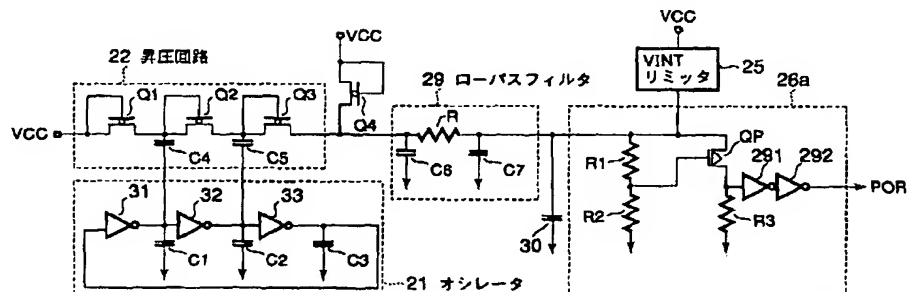 22 昇圧回路
Q1
Q2
Q3
VCC
C4
C5
VCC
Q4
29 ローパスフィルタ
R
C6
C7
31
32
33
C1
C2
C3
21 オシレータ
30
VCC
VINT
リミッタ
25
26a
R1
R2
QP
291
292
R3
POR